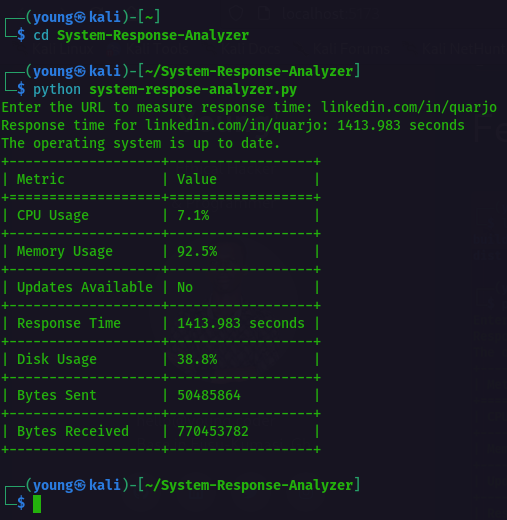 ┌──(young㉿kali)-[~]
└─$ cd System-Response-Analyzer
┌──(young㉿kali)-[~/System-Response-Analyzer]
└─$ python system-respose-analyzer.py
Enter the URL to measure response time: linkedin.com/in/quarjo
Response time for linkedin.com/in/quarjo: 1413.983 seconds
The operating system is up to date.
+-------------------+------------------+
| Metric            | Value            |
+===================+==================+
| CPU Usage         | 7.1%             |
+-------------------+------------------+
| Memory Usage      | 92.5%            |
+-------------------+------------------+
| Updates Available | No               |
+-------------------+------------------+
| Response Time     | 1413.983 seconds |
+-------------------+------------------+
| Disk Usage        | 38.8%            |
+-------------------+------------------+
| Bytes Sent        | 50485864         |
+-------------------+------------------+
| Bytes Received    | 770453782        |
+-------------------+------------------+
┌──(young㉿kali)-[~/System-Response-Analyzer]
└─$